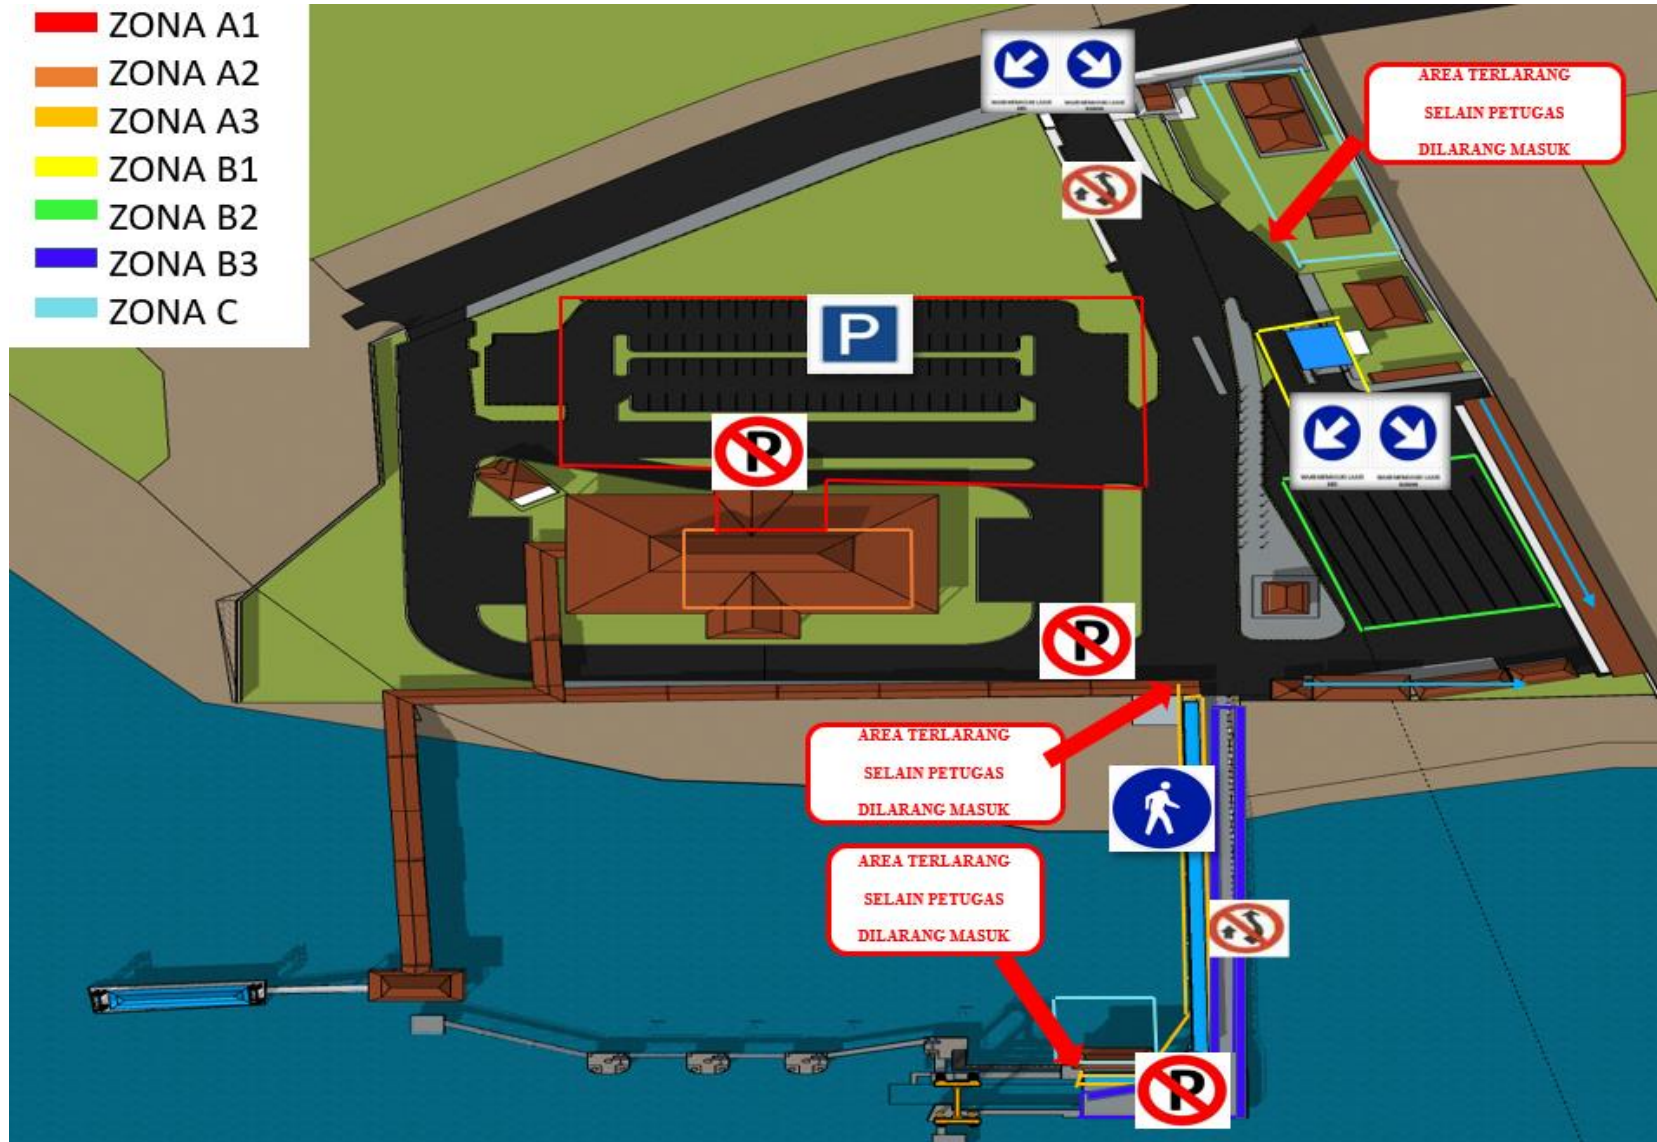 ZONA A1
ZONA A2
ZONA A3
ZONA B1
ZONA B2
ZONA B3
ZONA C
AREA TERLARANG
SELAIN PETUGAS
DILARANG MASUK
P
P
P
AREA TERLARANG
SELAIN PETUGAS
DILARANG MASUK
AREA TERLARANG
SELAIN PETUGAS
DILARANG MASUK
P